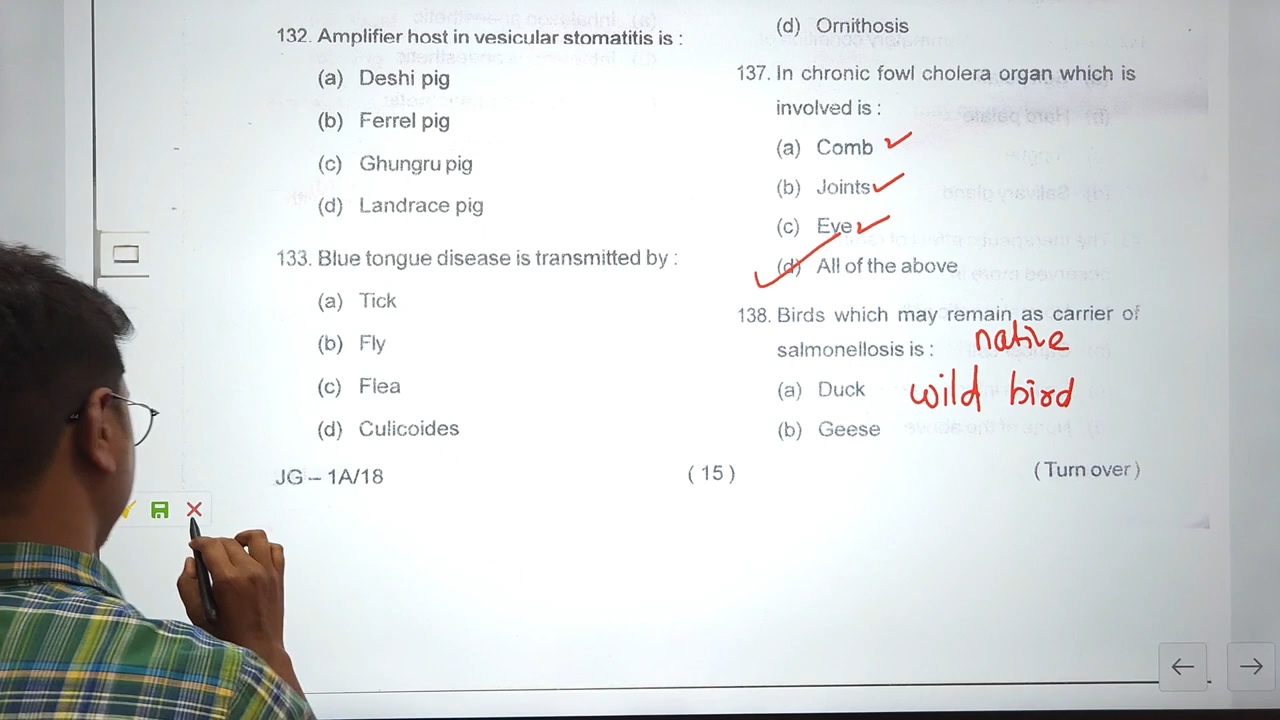 132. Amplifier host in vesicular stomatitis is :
(a) Deshi pig
(b) Ferrel pig
(c) Ghungru pig
(d) Landrace pig
133. Blue tongue disease is transmitted by :
(a) Tick
(b) Fly
(c) Flea
(d) Culicoides
JG – 1A/18
( 15 )
(d) Ornithosis
137. In chronic fowl cholera organ which is
involved is :
(a) Comb
(b) Joints
(c) Eye
(d) All of the above
138. Birds which may remain as carrier of
salmonellosis is : native
(a) Duck wild bird
(b) Geese
( Turn over )